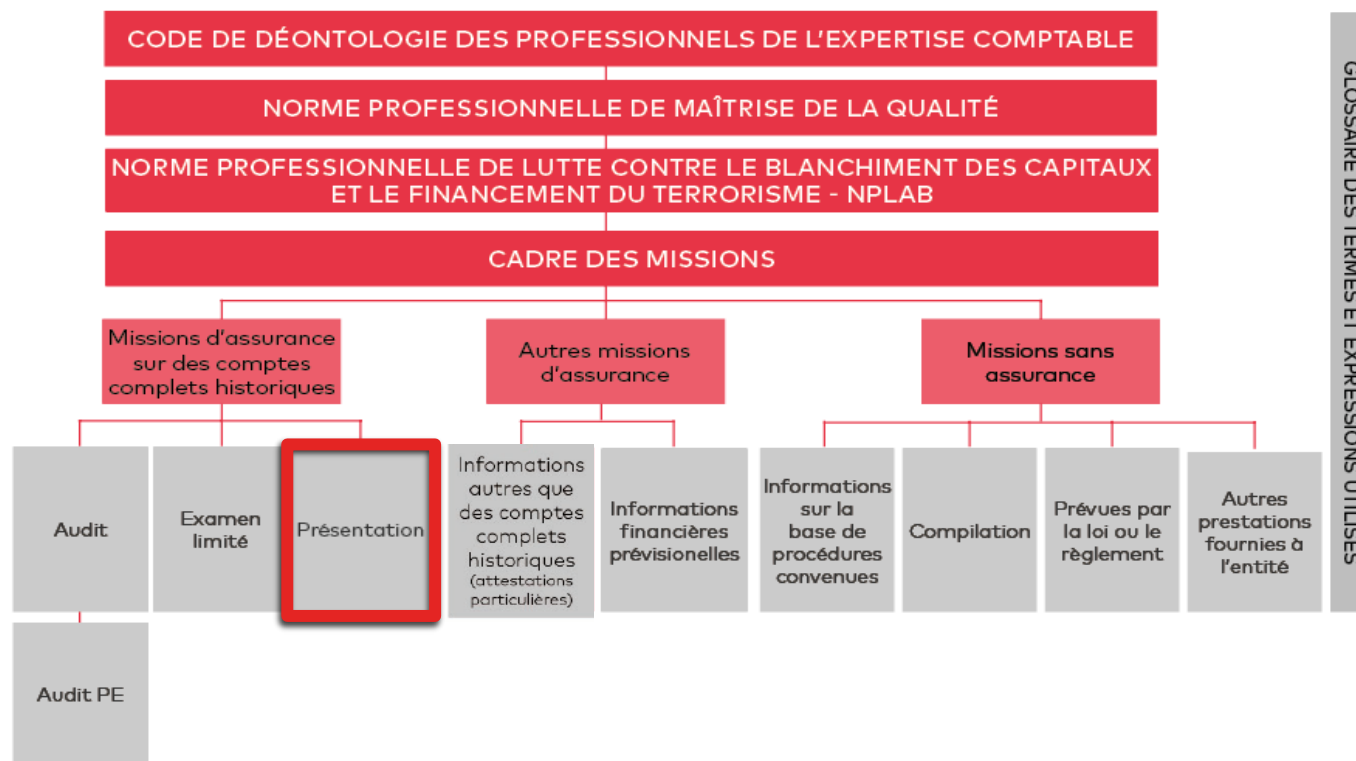 CODE DE DÉONTOLOGIE DES PROFESSIONNELS DE L'EXPERTISE COMPTABLE
NORME PROFESSIONNELLE DE MAÎTRISE DE LA QUALITÉ
NORME PROFESSIONNELLE DE LUTTE CONTRE LE BLANCHIMENT DES CAPITAUX
ET LE FINANCEMENT DU TERRORISME - NPLAB
CADRE DES MISSIONS
Missions d'assurance
sur des comptes
complets historiques
Autres missions
d'assurance
Missions sans
assurance
Audit
Examen
limité
Présentation
Informations
autres que
des comptes
complets
historiques
(attestations
particulières)
Informations
financières
prévisionelles
Informations
sur la
base de
procédures
convenues
Compilation
Prévues par
la loi ou le
règlement
Autres
prestations
fournies à
l'entité
Audit PE
GLOSSAIRE DES TERMES ET EXPRESSIONS UTILISÉS